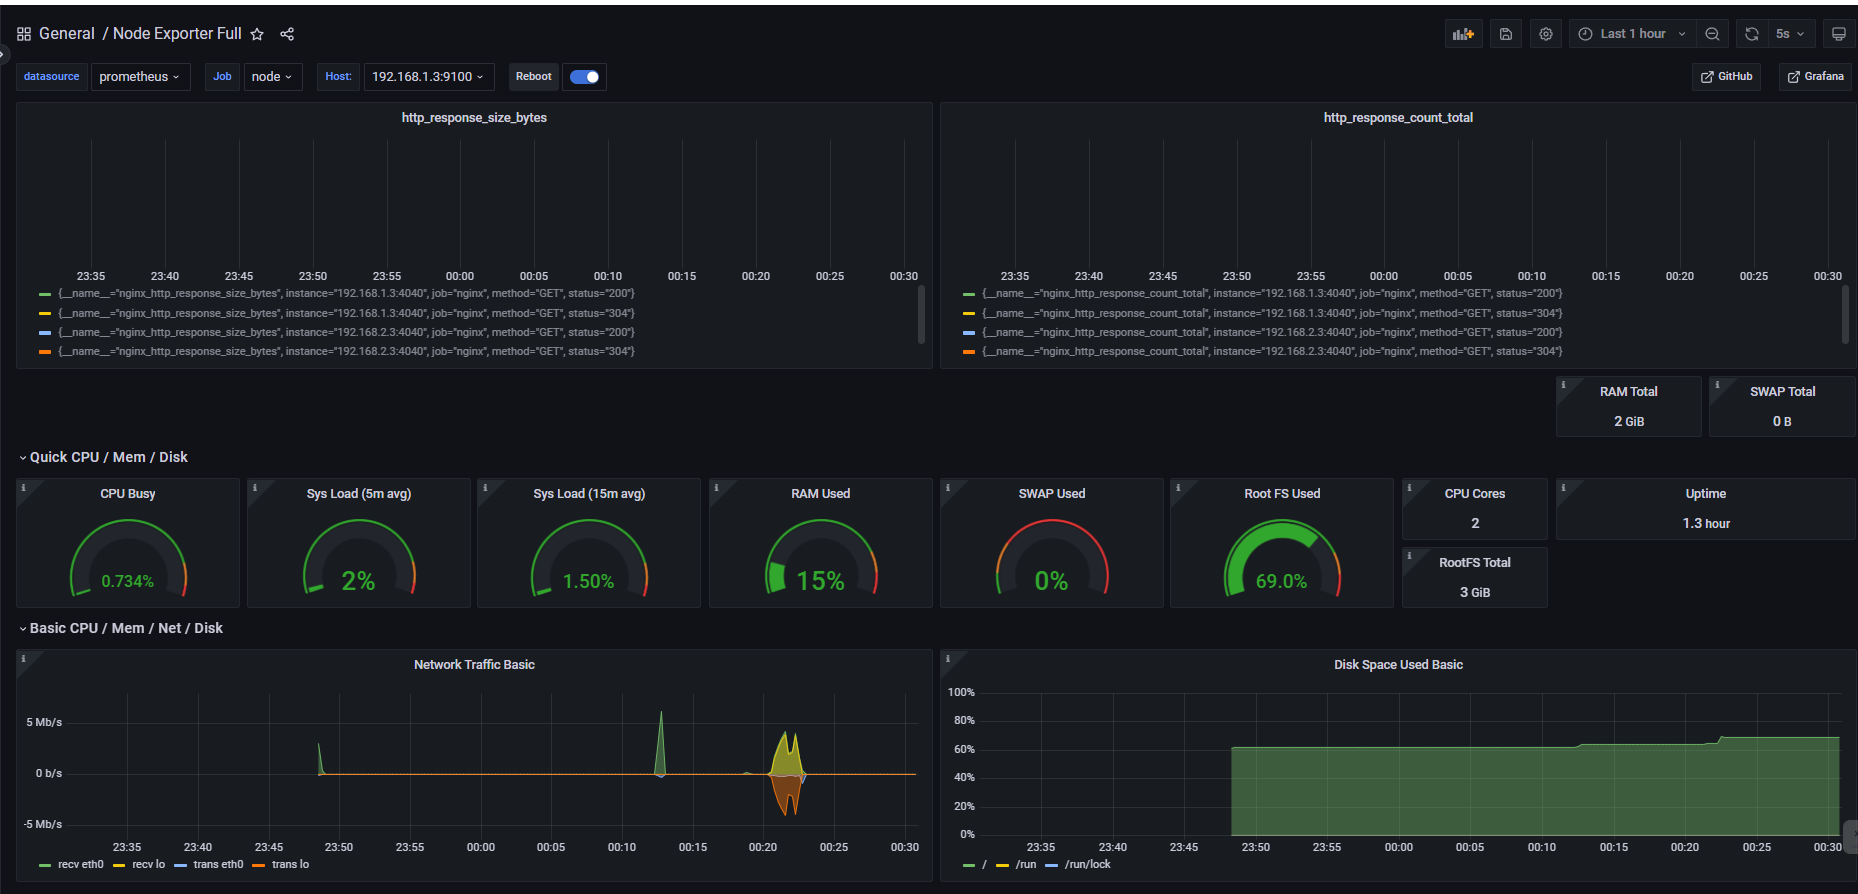 General / Node Exporter Full
Last 1 hour
5s
datasource prometheus Job node Host: 192.168.1.3:9100 Reboot
GitHub Grafana
http_response_size_bytes
23:35 23:40 23:45 23:50 23:55 00:00 00:05 00:10 00:15 00:20 00:25 00:30
{__name__="nginx_http_response_size_bytes", instance="192.168.1.3:4040", job="nginx", method="GET", status="200"}
{__name__="nginx_http_response_size_bytes", instance="192.168.1.3:4040", job="nginx", method="GET", status="304"}
{__name__="nginx_http_response_size_bytes", instance="192.168.2.3:4040", job="nginx", method="GET", status="200"}
{__name__="nginx_http_response_size_bytes", instance="192.168.2.3:4040", job="nginx", method="GET", status="304"}
http_response_count_total
23:35 23:40 23:45 23:50 23:55 00:00 00:05 00:10 00:15 00:20 00:25 00:30
{__name__="nginx_http_response_count_total", instance="192.168.1.3:4040", job="nginx", method="GET", status="200"}
{__name__="nginx_http_response_count_total", instance="192.168.1.3:4040", job="nginx", method="GET", status="304"}
{__name__="nginx_http_response_count_total", instance="192.168.2.3:4040", job="nginx", method="GET", status="200"}
{__name__="nginx_http_response_count_total", instance="192.168.2.3:4040", job="nginx", method="GET", status="304"}
RAM Total
2 GiB
SWAP Total
0 B
Quick CPU / Mem / Disk
CPU Busy
0.734%
Sys Load (5m avg)
2%
Sys Load (15m avg)
1.50%
RAM Used
15%
SWAP Used
0%
Root FS Used
69.0%
CPU Cores
2
RootFS Total
3 GiB
Uptime
1.3 hour
Basic CPU / Mem / Net / Disk
Network Traffic Basic
5 Mb/s
0 b/s
-5 Mb/s
23:35 23:40 23:45 23:50 23:55 00:00 00:05 00:10 00:15 00:20 00:25 00:30
recv eth0 recv lo trans eth0 trans lo
Disk Space Used Basic
100%
80%
60%
40%
20%
0%
23:35 23:40 23:45 23:50 23:55 00:00 00:05 00:10 00:15 00:20 00:25 00:30
/ /run /run/lock